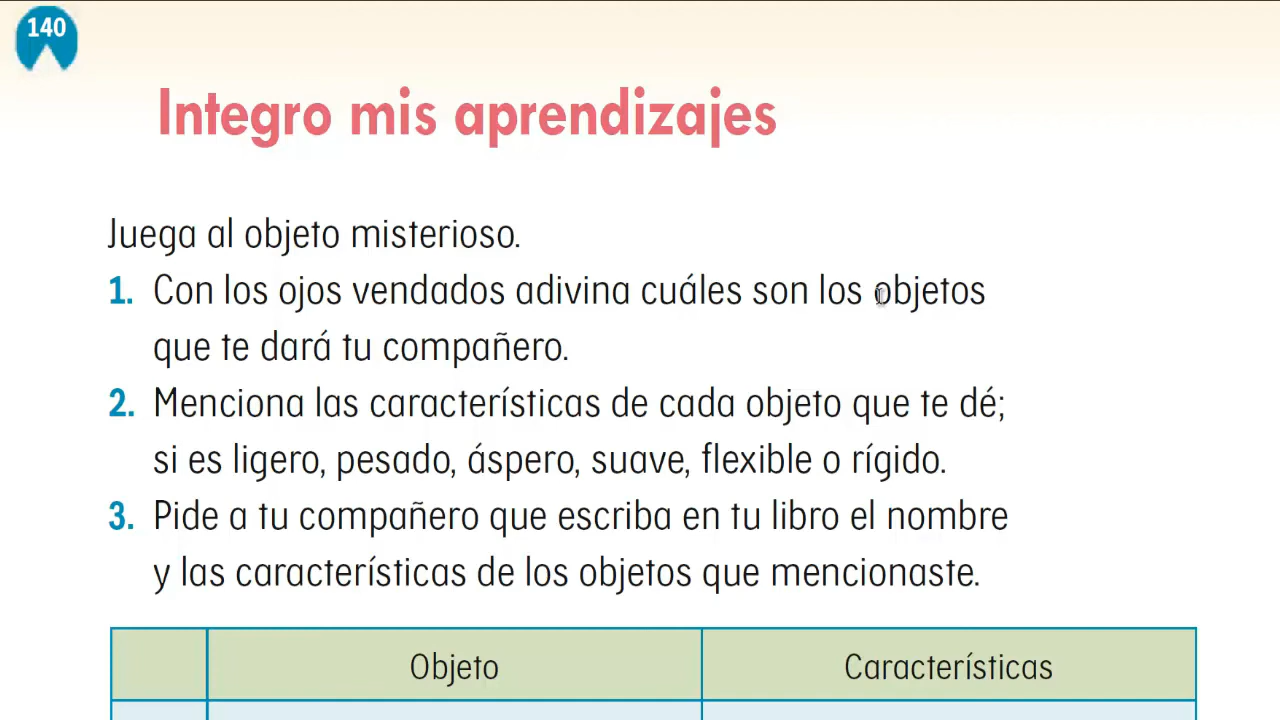 140
Integro mis aprendizajes
Juega al objeto misterioso.
1. Con los ojos vendados adivina cuáles son los objetos
que te dará tu compañero.
2. Menciona las características de cada objeto que te dé;
si es ligero, pesado, áspero, suave, flexible o rígido.
3. Pide a tu compañero que escriba en tu libro el nombre
y las características de los objetos que mencionaste.
Objeto Características